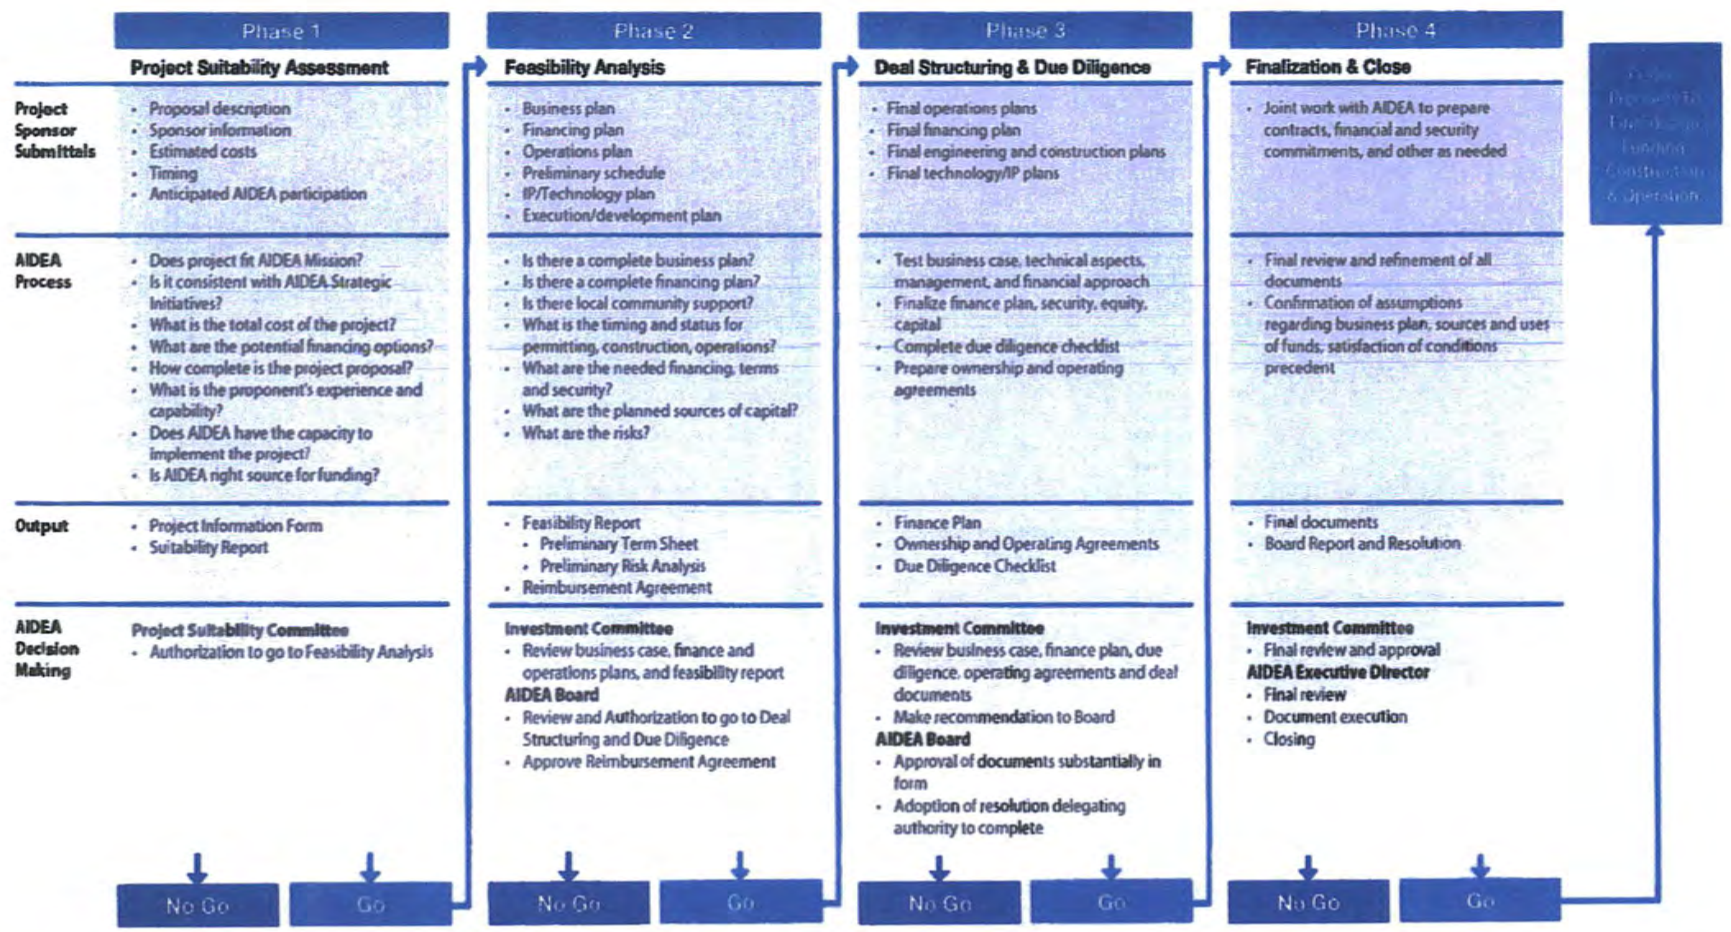 Phase 1
Phase 2
Phase 3
Phase 4
Project Suitability Assessment
Feasibility Analysis
Deal Structuring & Due Diligence
Finalization & Close
Project
Sponsor
Submittals
• Proposal description
• Sponsor information
• Estimated costs
• Timing
• Anticipated AIDEA participation
• Business plan
• Financing plan
• Operations plan
• Preliminary schedule
• IP/Technology plan
• Execution/development plan
• Final operations plans
• Final financing plan
• Final engineering and construction plans
• Final technology/IP plans
• Joint work with AIDEA to prepare
contracts, financial and security
commitments, and other as needed
Funding
Construction
& Operation
AIDEA
Process
• Does project fit AIDEA Mission?
• Is it consistent with AIDEA Strategic
Initiatives?
• What is the total cost of the project?
• What are the potential financing options?
• How complete is the project proposal?
• What is the proponent's experience and
capability?
• Does AIDEA have the capacity to
implement the project?
• Is AIDEA right source for funding?
• Is there a complete business plan?
• Is there a complete financing plan?
• Is there local community support?
• What is the timing and status for
permitting, construction, operations?
• What are the needed financing, terms
and security?
• What are the planned sources of capital?
• What are the risks?
• Test business case, technical aspects,
management, and financial approach
• Finalize finance plan, security, equity,
capital
• Complete due diligence checklist
• Prepare ownership and operating
agreements
• Final review and refinement of all
documents
• Confirmation of assumptions
regarding business plan, sources and uses
of funds, satisfaction of conditions
precedent
Output
• Project Information Form
• Suitability Report
• Feasibility Report
• Preliminary Term Sheet
• Preliminary Risk Analysis
• Reimbursement Agreement
• Finance Plan
• Ownership and Operating Agreements
• Due Diligence Checklist
• Final documents
• Board Report and Resolution
AIDEA
Decision
Making
Project Suitability Committee
• Authorization to go to Feasibility Analysis
Investment Committee
• Review business case, finance and
operations plans, and feasibility report
AIDEA Board
• Review and Authorization to go to Deal
Structuring and Due Diligence
• Approve Reimbursement Agreement
Investment Committee
• Review business case, finance plan, due
diligence, operating agreements and deal
documents
• Make recommendation to Board
AIDEA Board
• Approval of documents substantially in
form
• Adoption of resolution delegating
authority to complete
Investment Committee
• Final review and approval
AIDEA Executive Director
• Final review
• Document execution
• Closing
No Go
Go
No Go
Go
No Go
Go
No Go
Go